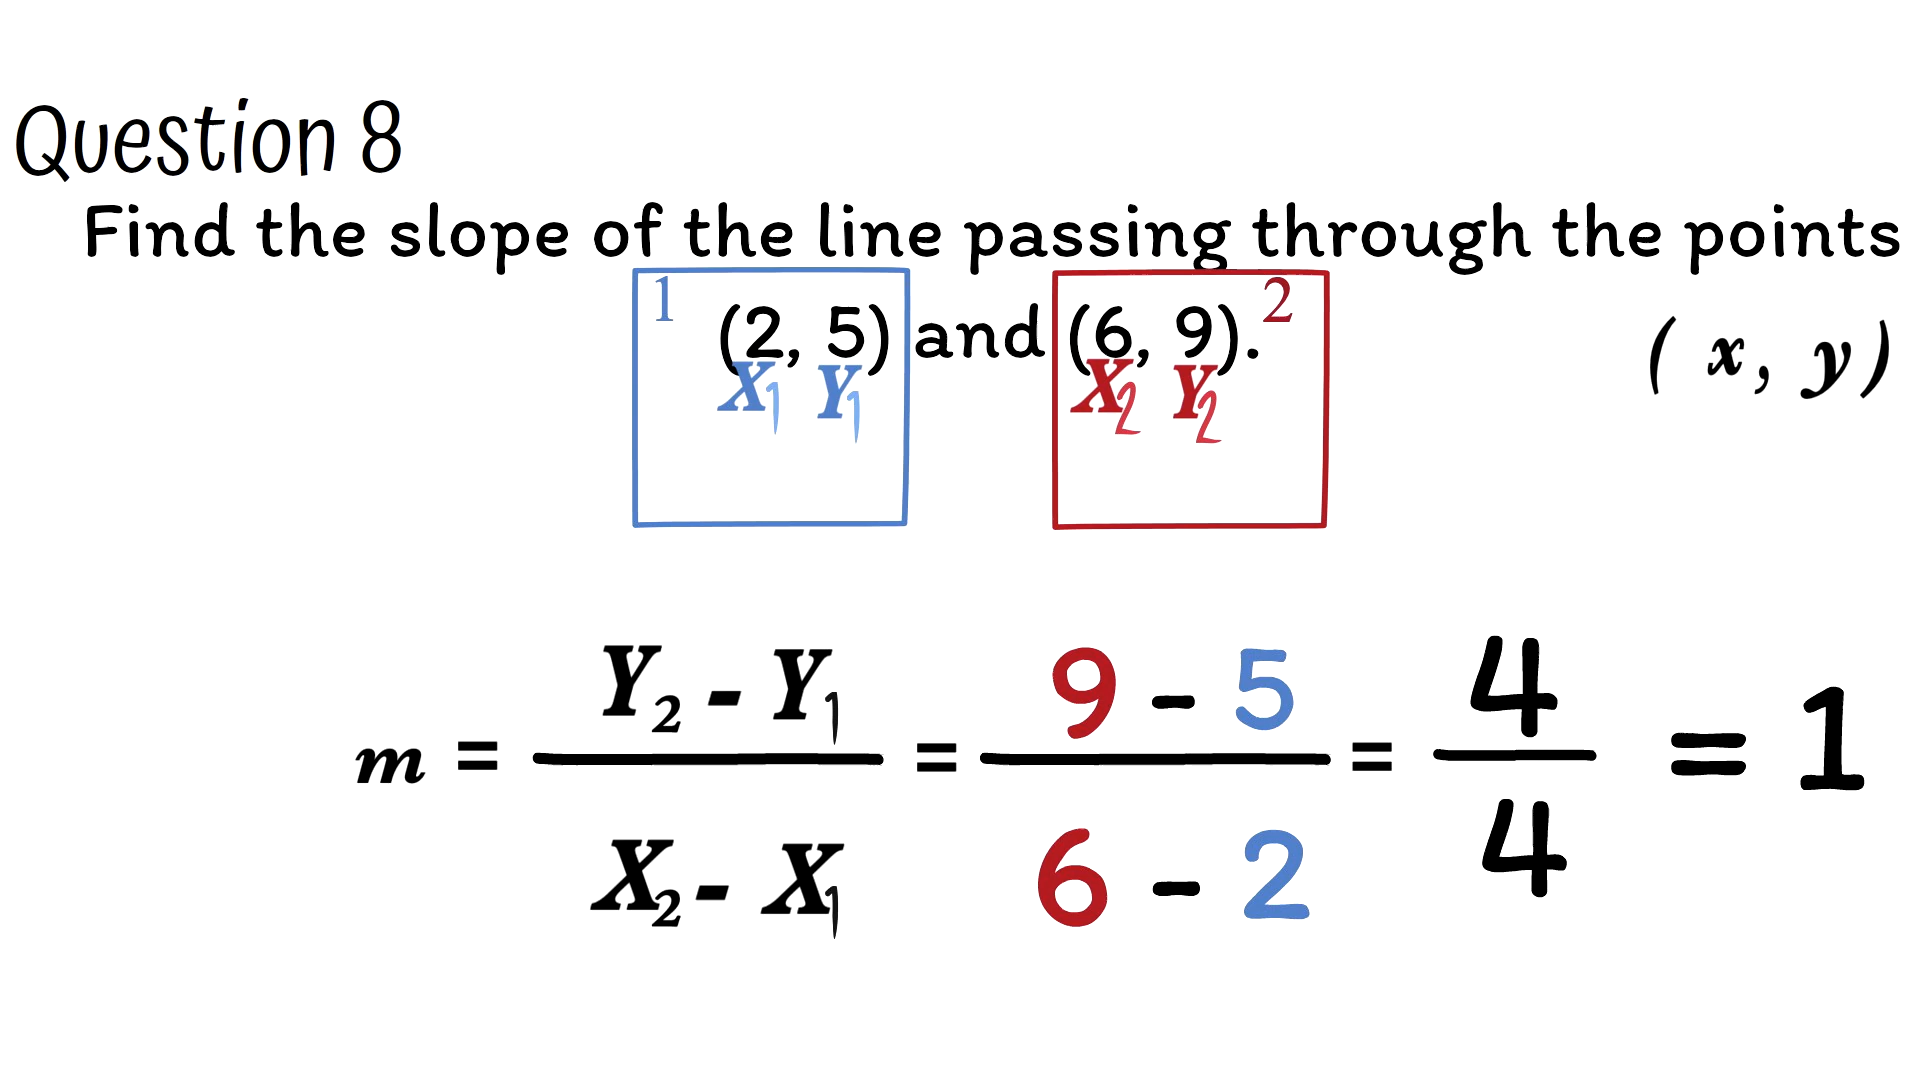 Question 8
Find the slope of the line passing through the points
1 (2, 5) and (6, 9). 2
X1 Y1 X2 Y2
( x, y )
Y2 - Y1
9 - 5
4
m = = = = 1
X2 - X1
6 - 2
4